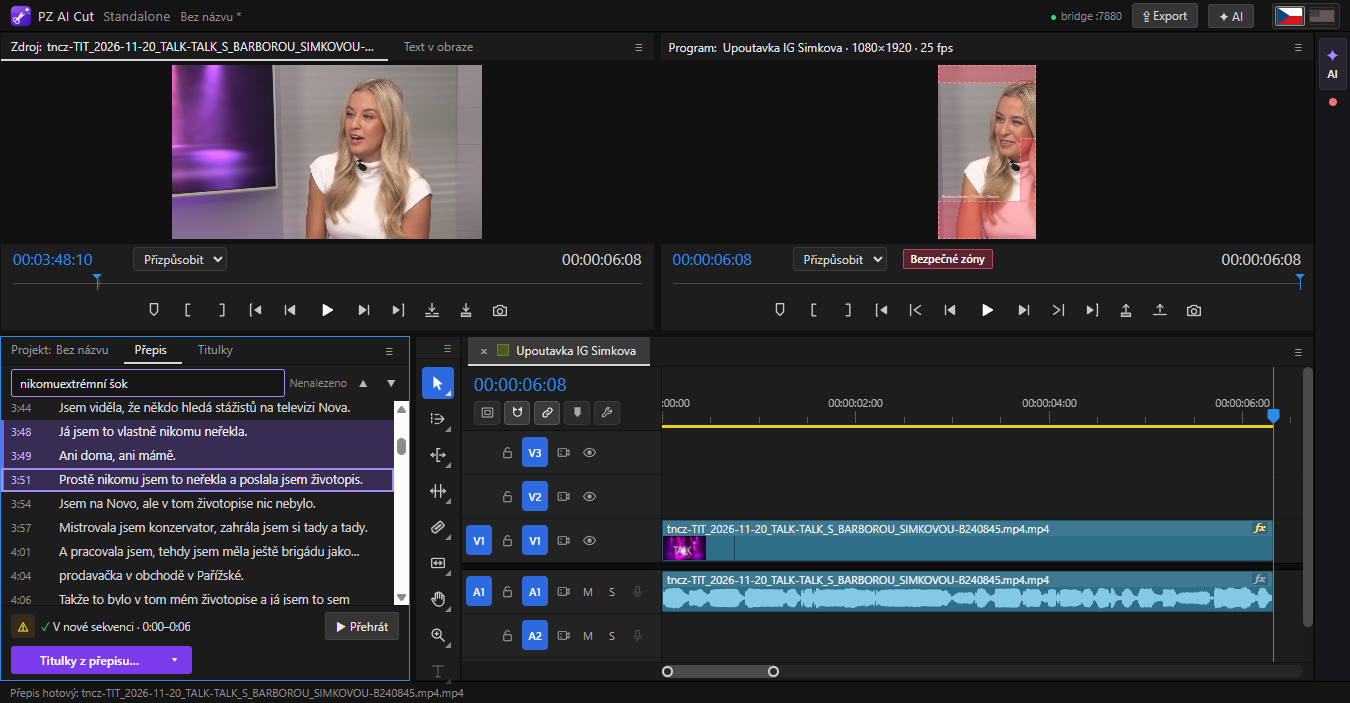 PZ AI Cut Standalone Bez názvu * bridge :7880 Export AI
Zdroj: tncz-TIT_2026-11-20_TALK-TALK_S_BARBOROU_SIMKOVOU-... Text v obraze
Program: Upoutavka IG Simkova · 1080×1920 · 25 fps
AI
00:03:48:10 Přizpůsobit 00:00:06:08
00:00:06:08 Přizpůsobit Bezpečné zóny 00:00:06:08
Projekt: Bez názvu Přepis Titulky
nikomuextrémní šok Nenalezeno
3:44 Jsem viděla, že někdo hledá stážistů na televizi Nova.
3:48 Já jsem to vlastně nikomu neřekla.
3:49 Ani doma, ani mámě.
3:51 Prostě nikomu jsem to neřekla a poslala jsem životopis.
3:54 Jsem na Novo, ale v tom životopise nic nebylo.
3:57 Mistrovala jsem konzervator, zahrála jsem si tady a tady.
4:01 A pracovala jsem, tehdy jsem měla ještě brigádu jako...
4:04 prodavačka v obchodě v Pařížské.
4:06 Takže to bylo v tom mém životopise a já jsem to sem
✓ V nové sekvenci · 0:00–0:06 Přehrát
Titulky z přepisu...
× Upoutavka IG Simkova
00:00:06:08
:00:00 00:00:02:00 00:00:04:00 00:00:06:00
V3
V2
V1 V1
tncz-TIT_2026-11-20_TALK-TALK_S_BARBOROU_SIMKOVOU-B240845.mp4.mp4 fx
TALK
A1 A1 M S
tncz-TIT_2026-11-20_TALK-TALK_S_BARBOROU_SIMKOVOU-B240845.mp4.mp4 fx
A2 M S
T
Přepis hotový: tncz-TIT_2026-11-20_TALK-TALK_S_BARBOROU_SIMKOVOU-B240845.mp4.mp4